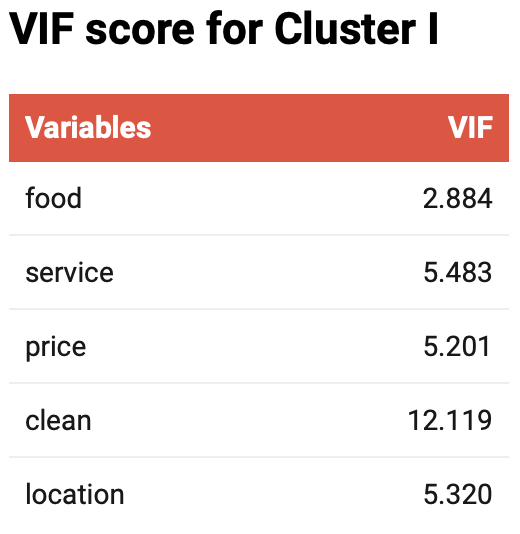 VIF score for Cluster I
Variables VIF
food 2.884
service 5.483
price 5.201
clean 12.119
location 5.320